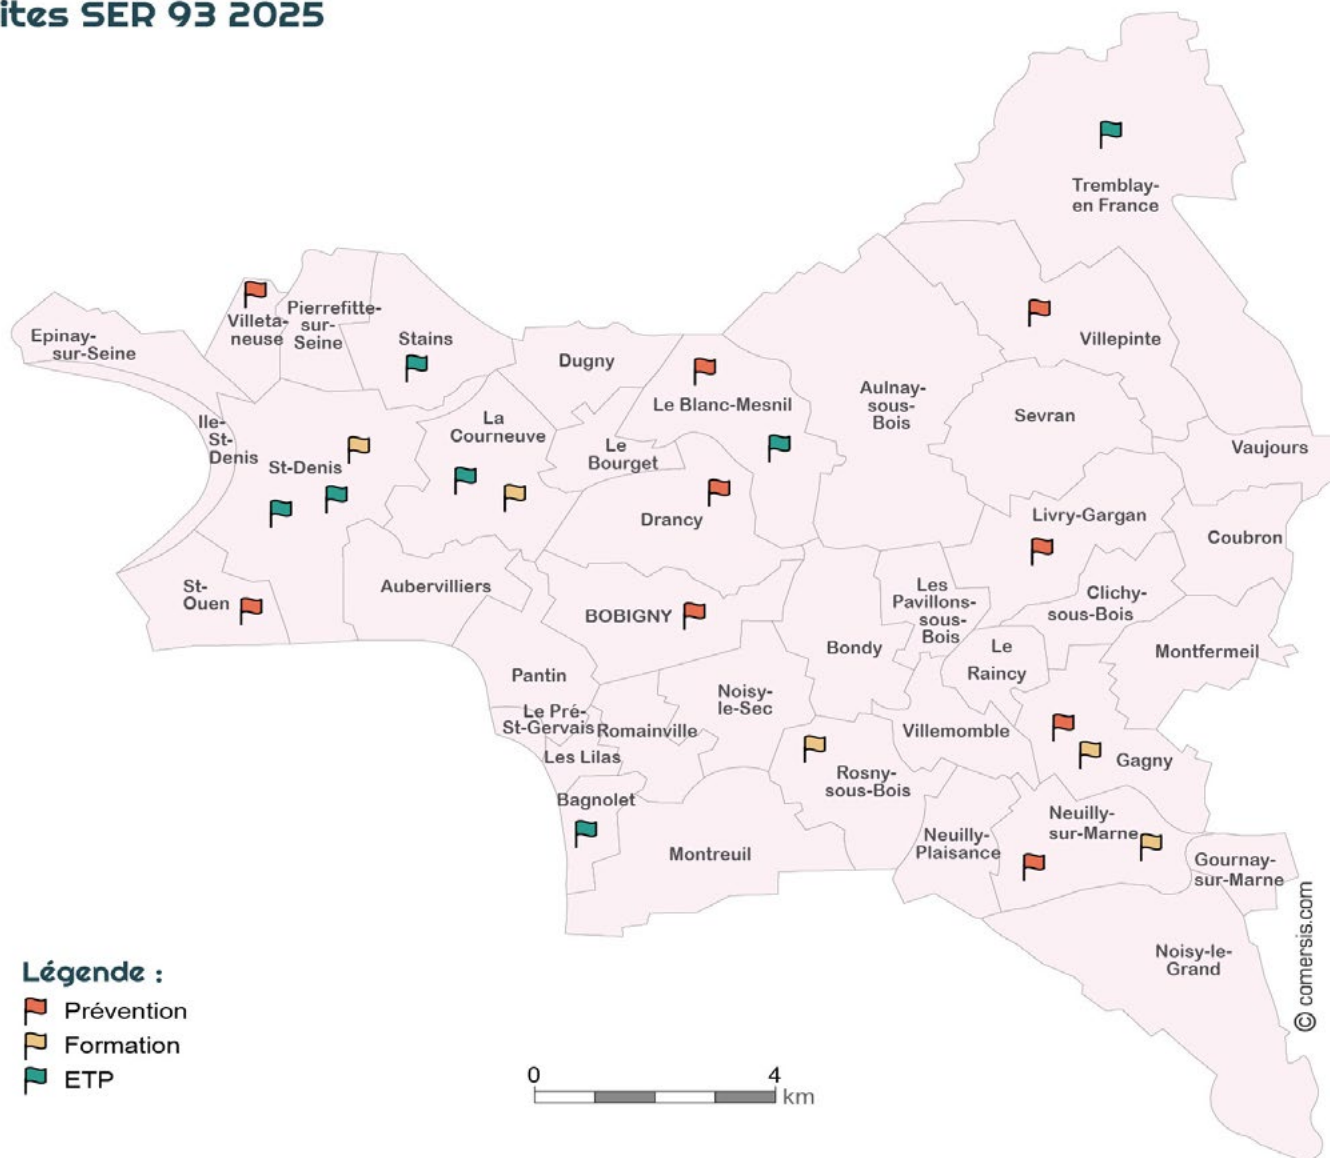 ites SER 93 2025
Tremblay-
en France
Villepinte
Epinay-
sur-Seine
Villeta-
neuse
Pierrefitte-
sur-
Seine
Stains
Dugny
Le Blanc-Mesnil
Aulnay-
sous-
Bois
Sevran
Vaujours
Ile-
St-
Denis
St-Denis
La
Courneuve
Le
Bourget
Drancy
Livry-Gargan
Coubron
St-
Ouen
Aubervilliers
BOBIGNY
Bondy
Les
Pavillons-
sous-
Bois
Clichy-
sous-Bois
Le
Raincy
Montfermeil
Pantin
Noisy-
le-Sec
Le Pré-
St-Gervais
Romainville
Les Lilas
Villemomble
Gagny
Rosny-
sous-Bois
Bagnolet
Montreuil
Neuilly-
Plaisance
Neuilly-
sur-Marne
Gournay-
sur-Marne
Noisy-le-
Grand
© comersis.com
Légende :
Prévention
Formation
ETP
0 4
km